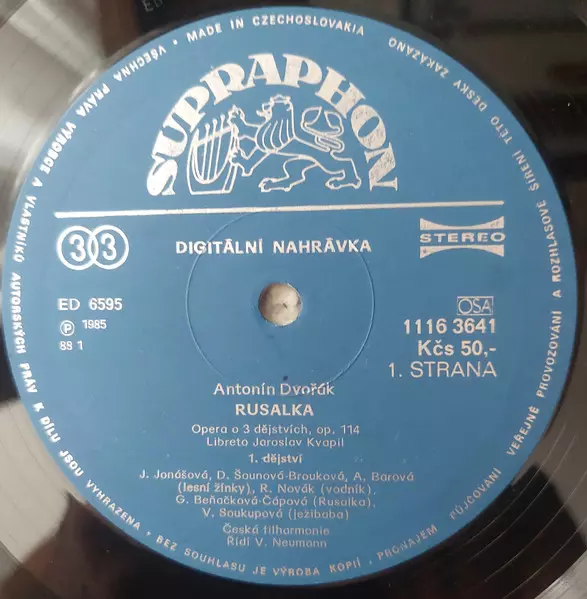 MADE IN CZECHOSLOVAKIA • VŠECHNA PRÁVA VÝROBCE A VLASTNÍKŮ AUTORSKÝCH PRÁV K DÍLU JSOU VYHRAZENA • BEZ SOUHLASU JE VÝROBA KOPIÍ, PRONÁJEM, PŮJČOVÁNÍ VEŘEJNÉ PROVOZOVÁNÍ A ROZHLASOVÉ ŠÍŘENÍ TÉTO DESKY ZAKÁZÁNO •
SUPRAPHON
33
DIGITÁLNÍ NAHRÁVKA
STEREO
ED 6595
℗ 1985
88 1
OSA
1116 3641
Kčs 50,-
1. STRANA
Antonín Dvořák
RUSALKA
Opera o 3 dějstvích, op. 114
Libreto Jaroslav Kvapil
1. dějství
J. Jonášová, D. Šounová-Brouková, A. Barová
(lesní žínky), R. Novák (vodník),
G. Beňačková-Čápová (Rusalka),
V. Soukupová (ježibaba)
Česká filharmonie
Řídí V. Neumann